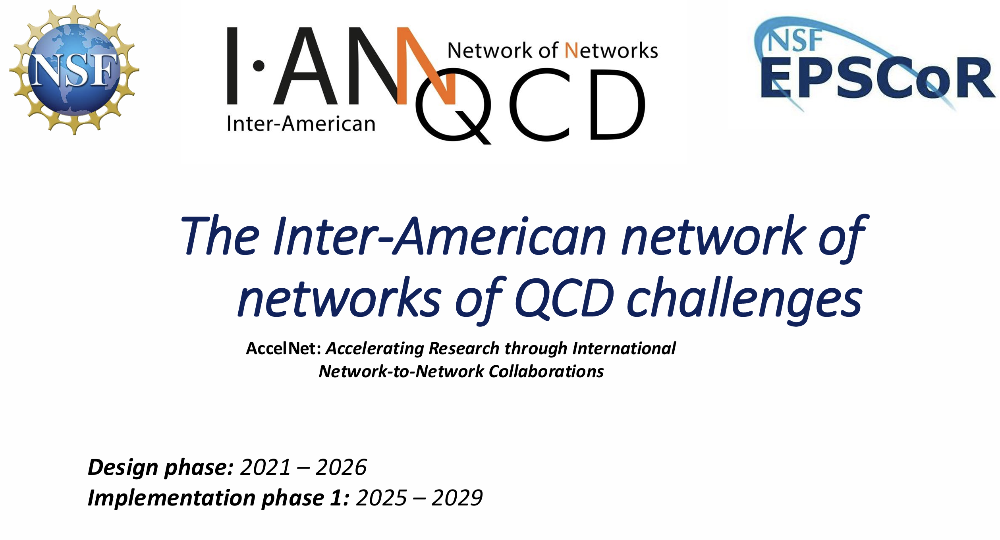 NSF
I·ANN
Network of Networks
QCD
Inter-American
NSF
EPSCoR
The Inter-American network of
networks of QCD challenges
AccelNet: Accelerating Research through International
Network-to-Network Collaborations
Design phase: 2021 – 2026
Implementation phase 1: 2025 – 2029